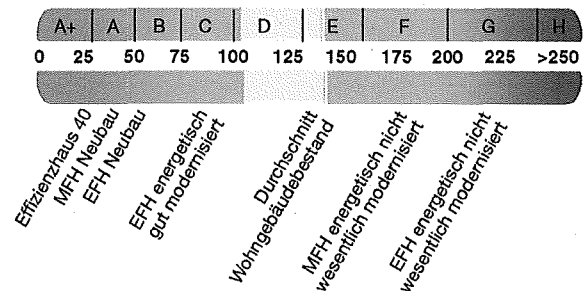 A+ A B C D E F G H
0 25 50 75 100 125 150 175 200 225 >250
Effizienzhaus 40
MFH Neubau
EFH Neubau
EFH energetisch
gut modernisiert
Durchschnitt
Wohngebäudebestand
MFH energetisch nicht
wesentlich modernisiert
EFH energetisch nicht
wesentlich modernisiert